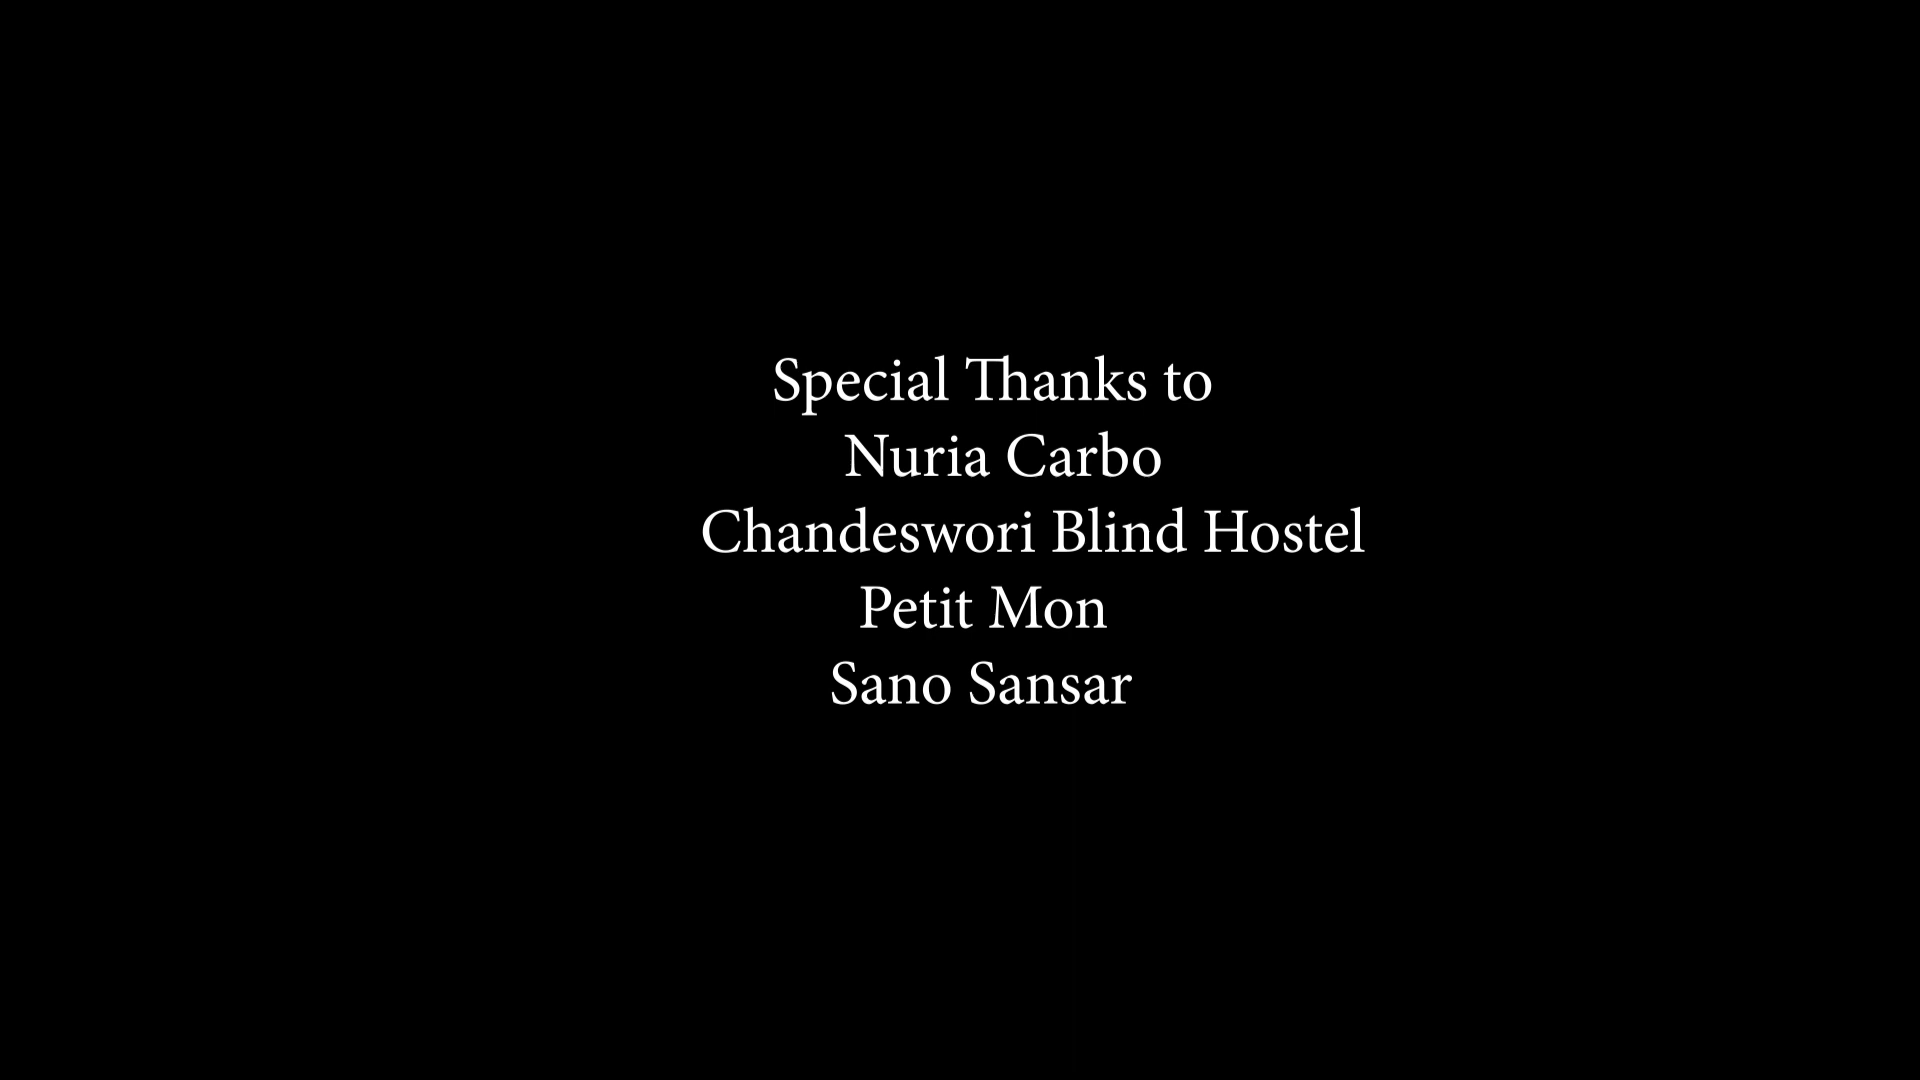 Special Thanks to
Nuria Carbo
Chandeswori Blind Hostel
Petit Mon
Sano Sansar